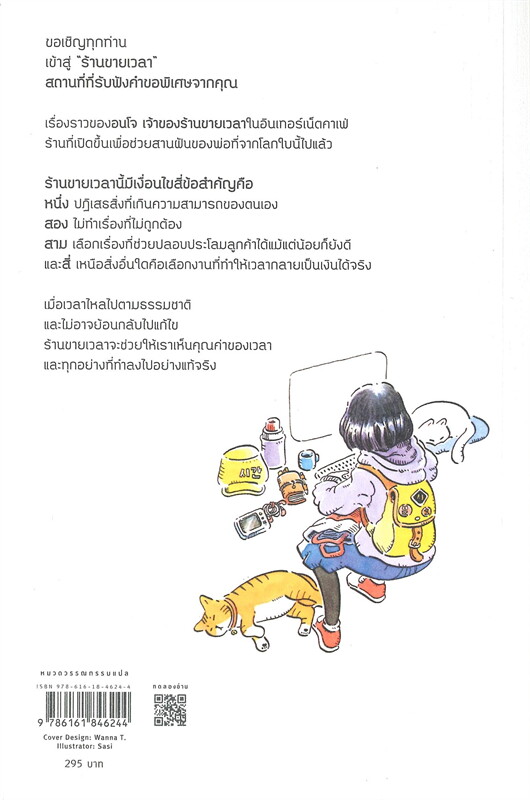 ขอเชิญทุกท่าน
เข้าสู่ "ร้านขายเวลา"
สถานที่ที่รับฟังคำขอพิเศษจากคุณ
เรื่องราวของอนโจ เจ้าของร้านขายเวลาในอินเทอร์เน็ตคาเฟ่
ร้านที่เปิดขึ้นเพื่อช่วยสานฝันของพ่อที่จากโลกใบนี้ไปแล้ว
ร้านขายเวลานี้มีเงื่อนไขสี่ข้อสำคัญคือ
หนึ่ง ปฏิเสธสิ่งที่เกินความสามารถของตนเอง
สอง ไม่ทำเรื่องที่ไม่ถูกต้อง
สาม เลือกเรื่องที่ช่วยปลอบประโลมลูกค้าได้แม้แต่น้อยก็ยังดี
และสี่ เหนือสิ่งอื่นใดคือเลือกงานที่ทำให้เวลากลายเป็นเงินได้จริง
เมื่อเวลาไหลไปตามธรรมชาติ
และไม่อาจย้อนกลับไปแก้ไข
ร้านขายเวลาจะช่วยให้เราเห็นคุณค่าของเวลา
และทุกอย่างที่ทำลงไปอย่างแท้จริง
시간
หมวดวรรณกรรมแปล
ISBN 978-616-18-4624-4
ทดลองอ่าน
9 786161 846244
Cover Design: Wanna T.
Illustrator: Sasi
295 บาท